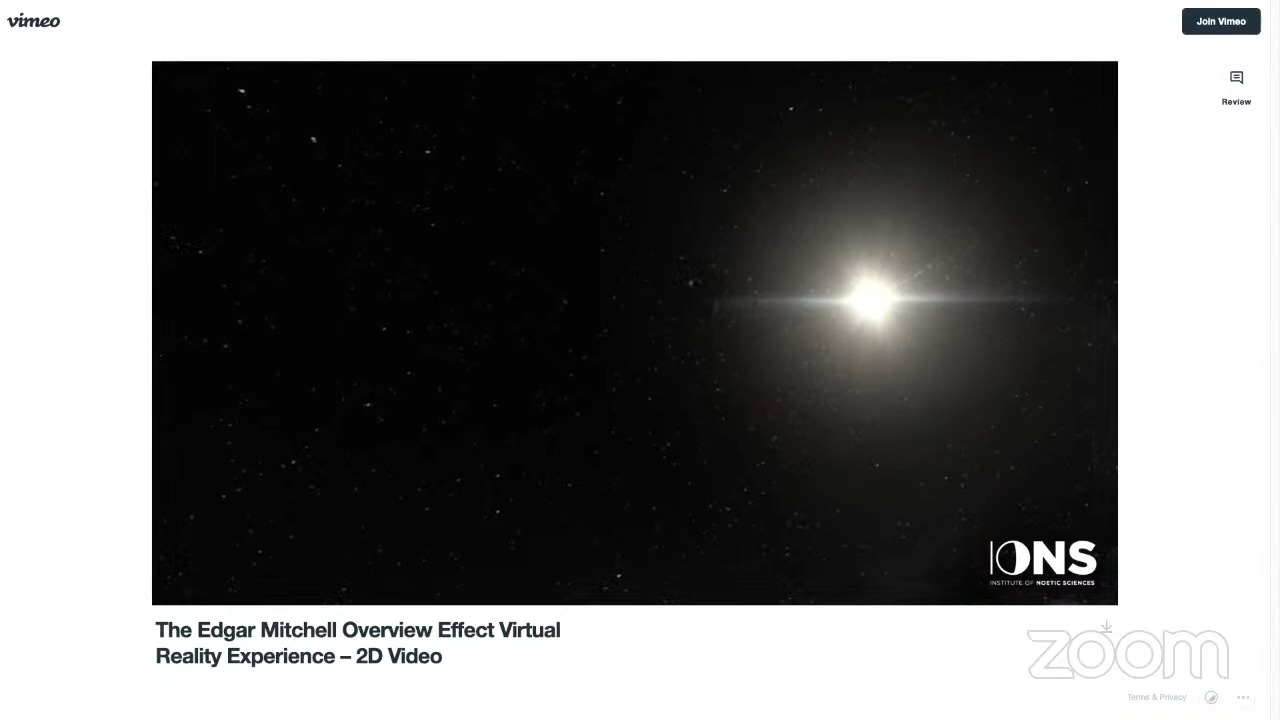 vimeo
Join Vimeo
Review
IONS
INSTITUTE OF NOETIC SCIENCES
The Edgar Mitchell Overview Effect Virtual
Reality Experience – 2D Video
zoom
Terms & Privacy